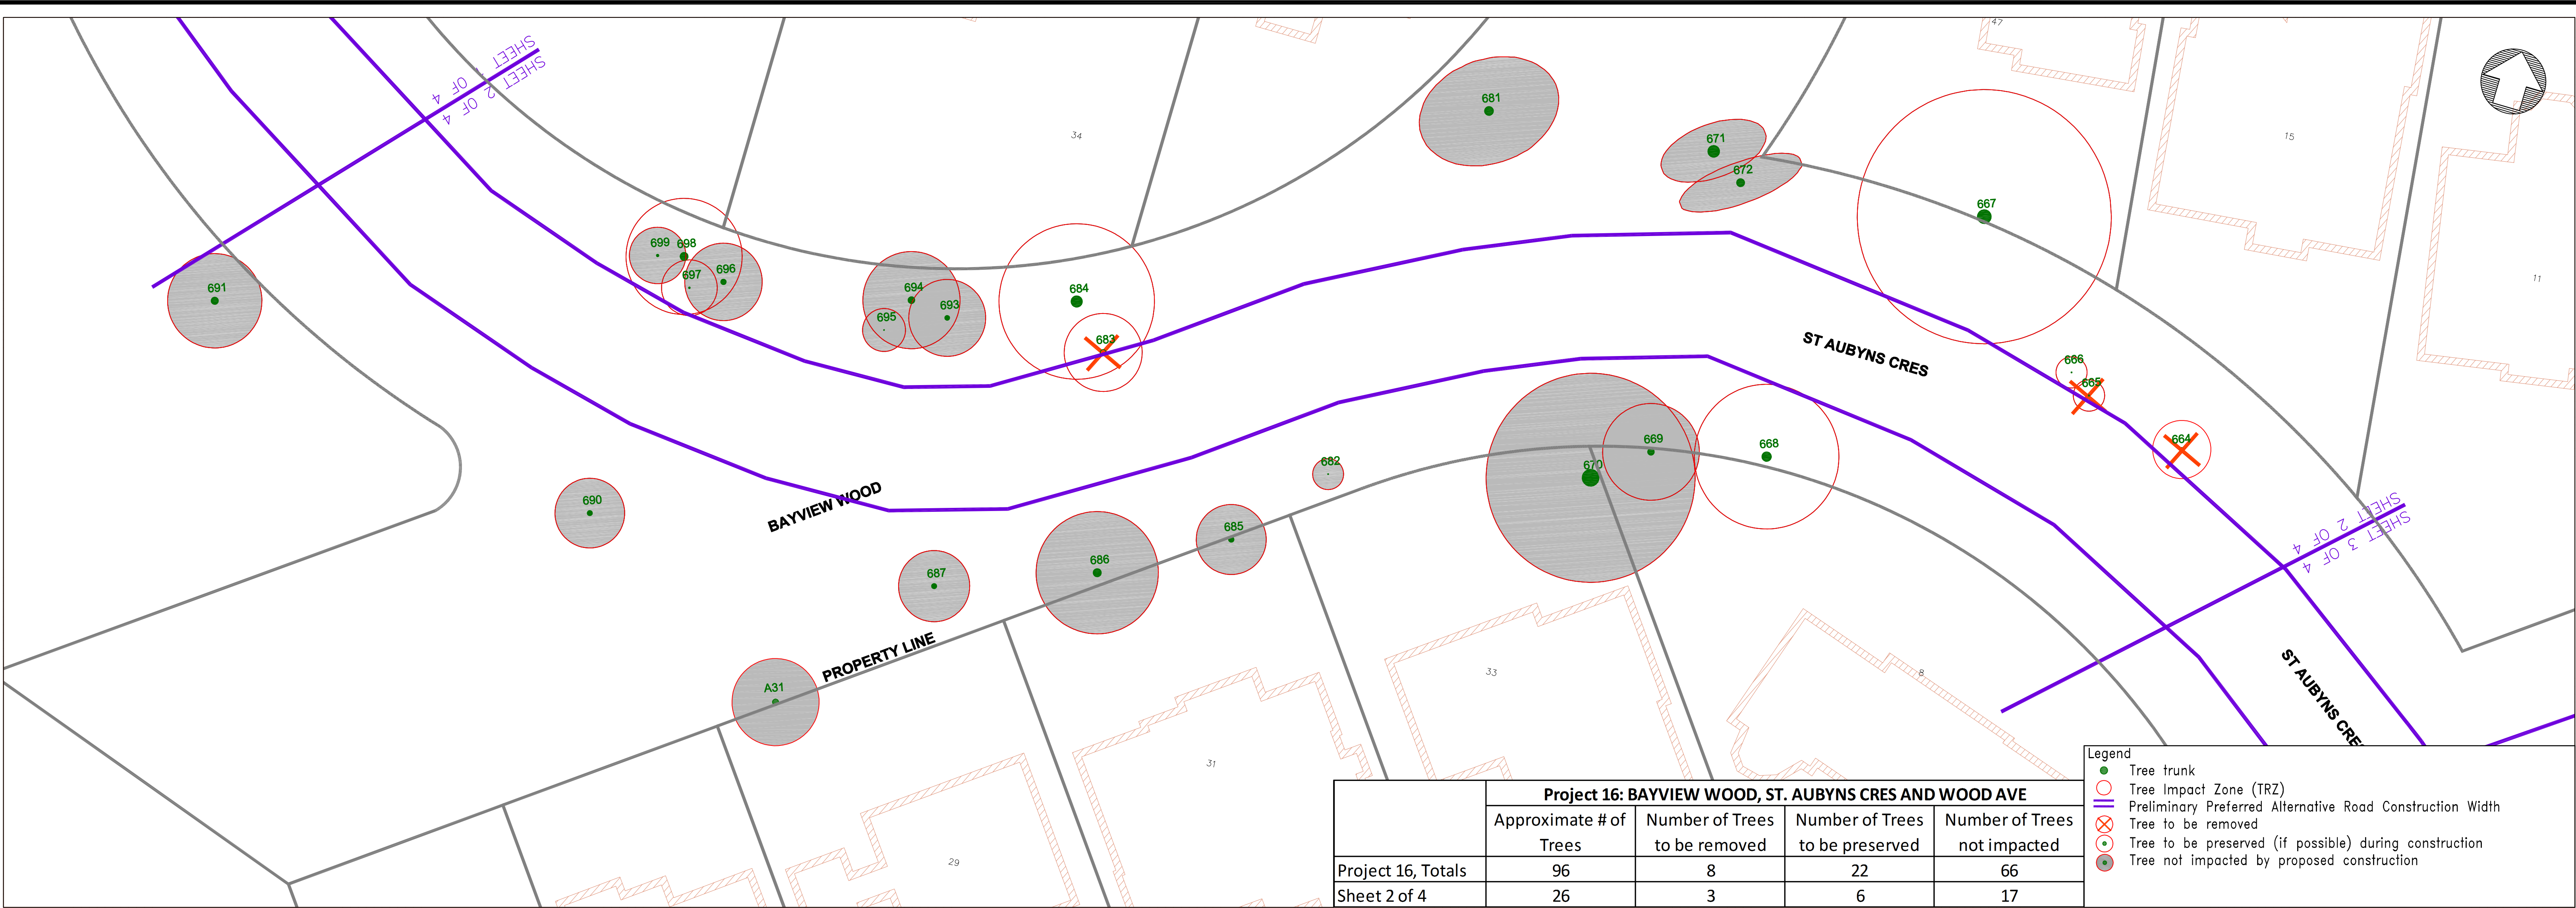 SHEET 1 OF 4
SHEET 2 OF 4
47
34
681
671
672
15
667
11
699
698
697
696
691
694
693
695
684
683
ST AUBYNS CRES
666
665
664
682
669
668
670
690
BAYVIEW WOOD
685
686
687
SHEET 2 OF 4
SHEET 3 OF 4
PROPERTY LINE
A31
33
8
31
29
ST AUBYNS CRES
Project 16: BAYVIEW WOOD, ST. AUBYNS CRES AND WOOD AVE
Approximate # of Trees
Number of Trees to be removed
Number of Trees to be preserved
Number of Trees not impacted
Project 16, Totals 96 8 22 66
Sheet 2 of 4 26 3 6 17
Legend
Tree trunk
Tree Impact Zone (TRZ)
Preliminary Preferred Alternative Road Construction Width
Tree to be removed
Tree to be preserved (if possible) during construction
Tree not impacted by proposed construction